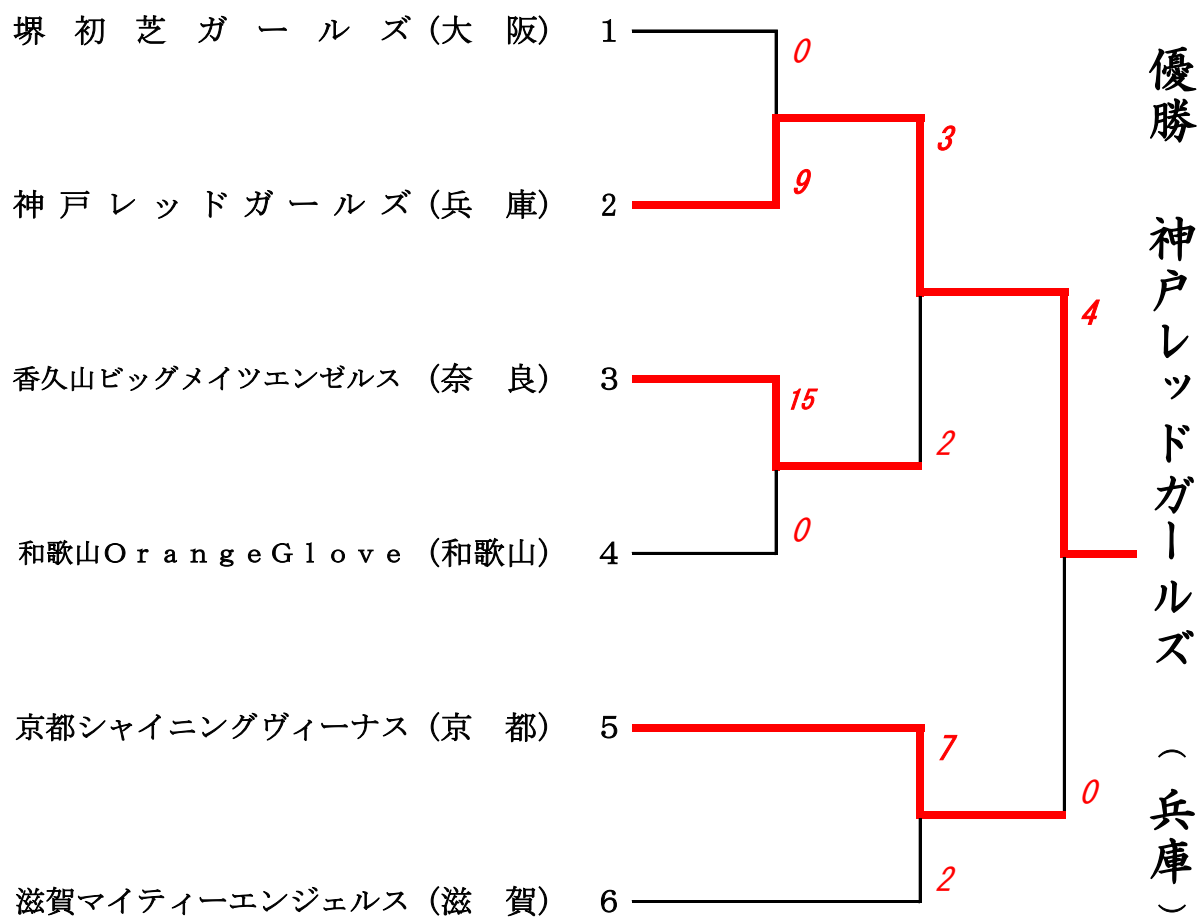 堺初芝ガールズ (大 阪) 1
0
3
神戸レッドガールズ (兵 庫) 2
9
4
香久山ビッグメイツエンゼルス (奈 良) 3
15
2
和歌山OrangeGlove (和歌山) 4
0
京都シャイニングヴィーナス (京 都) 5
7
0
滋賀マイティーエンジェルス (滋 賀) 6
2
優勝 神戸レッドガールズ (兵庫)